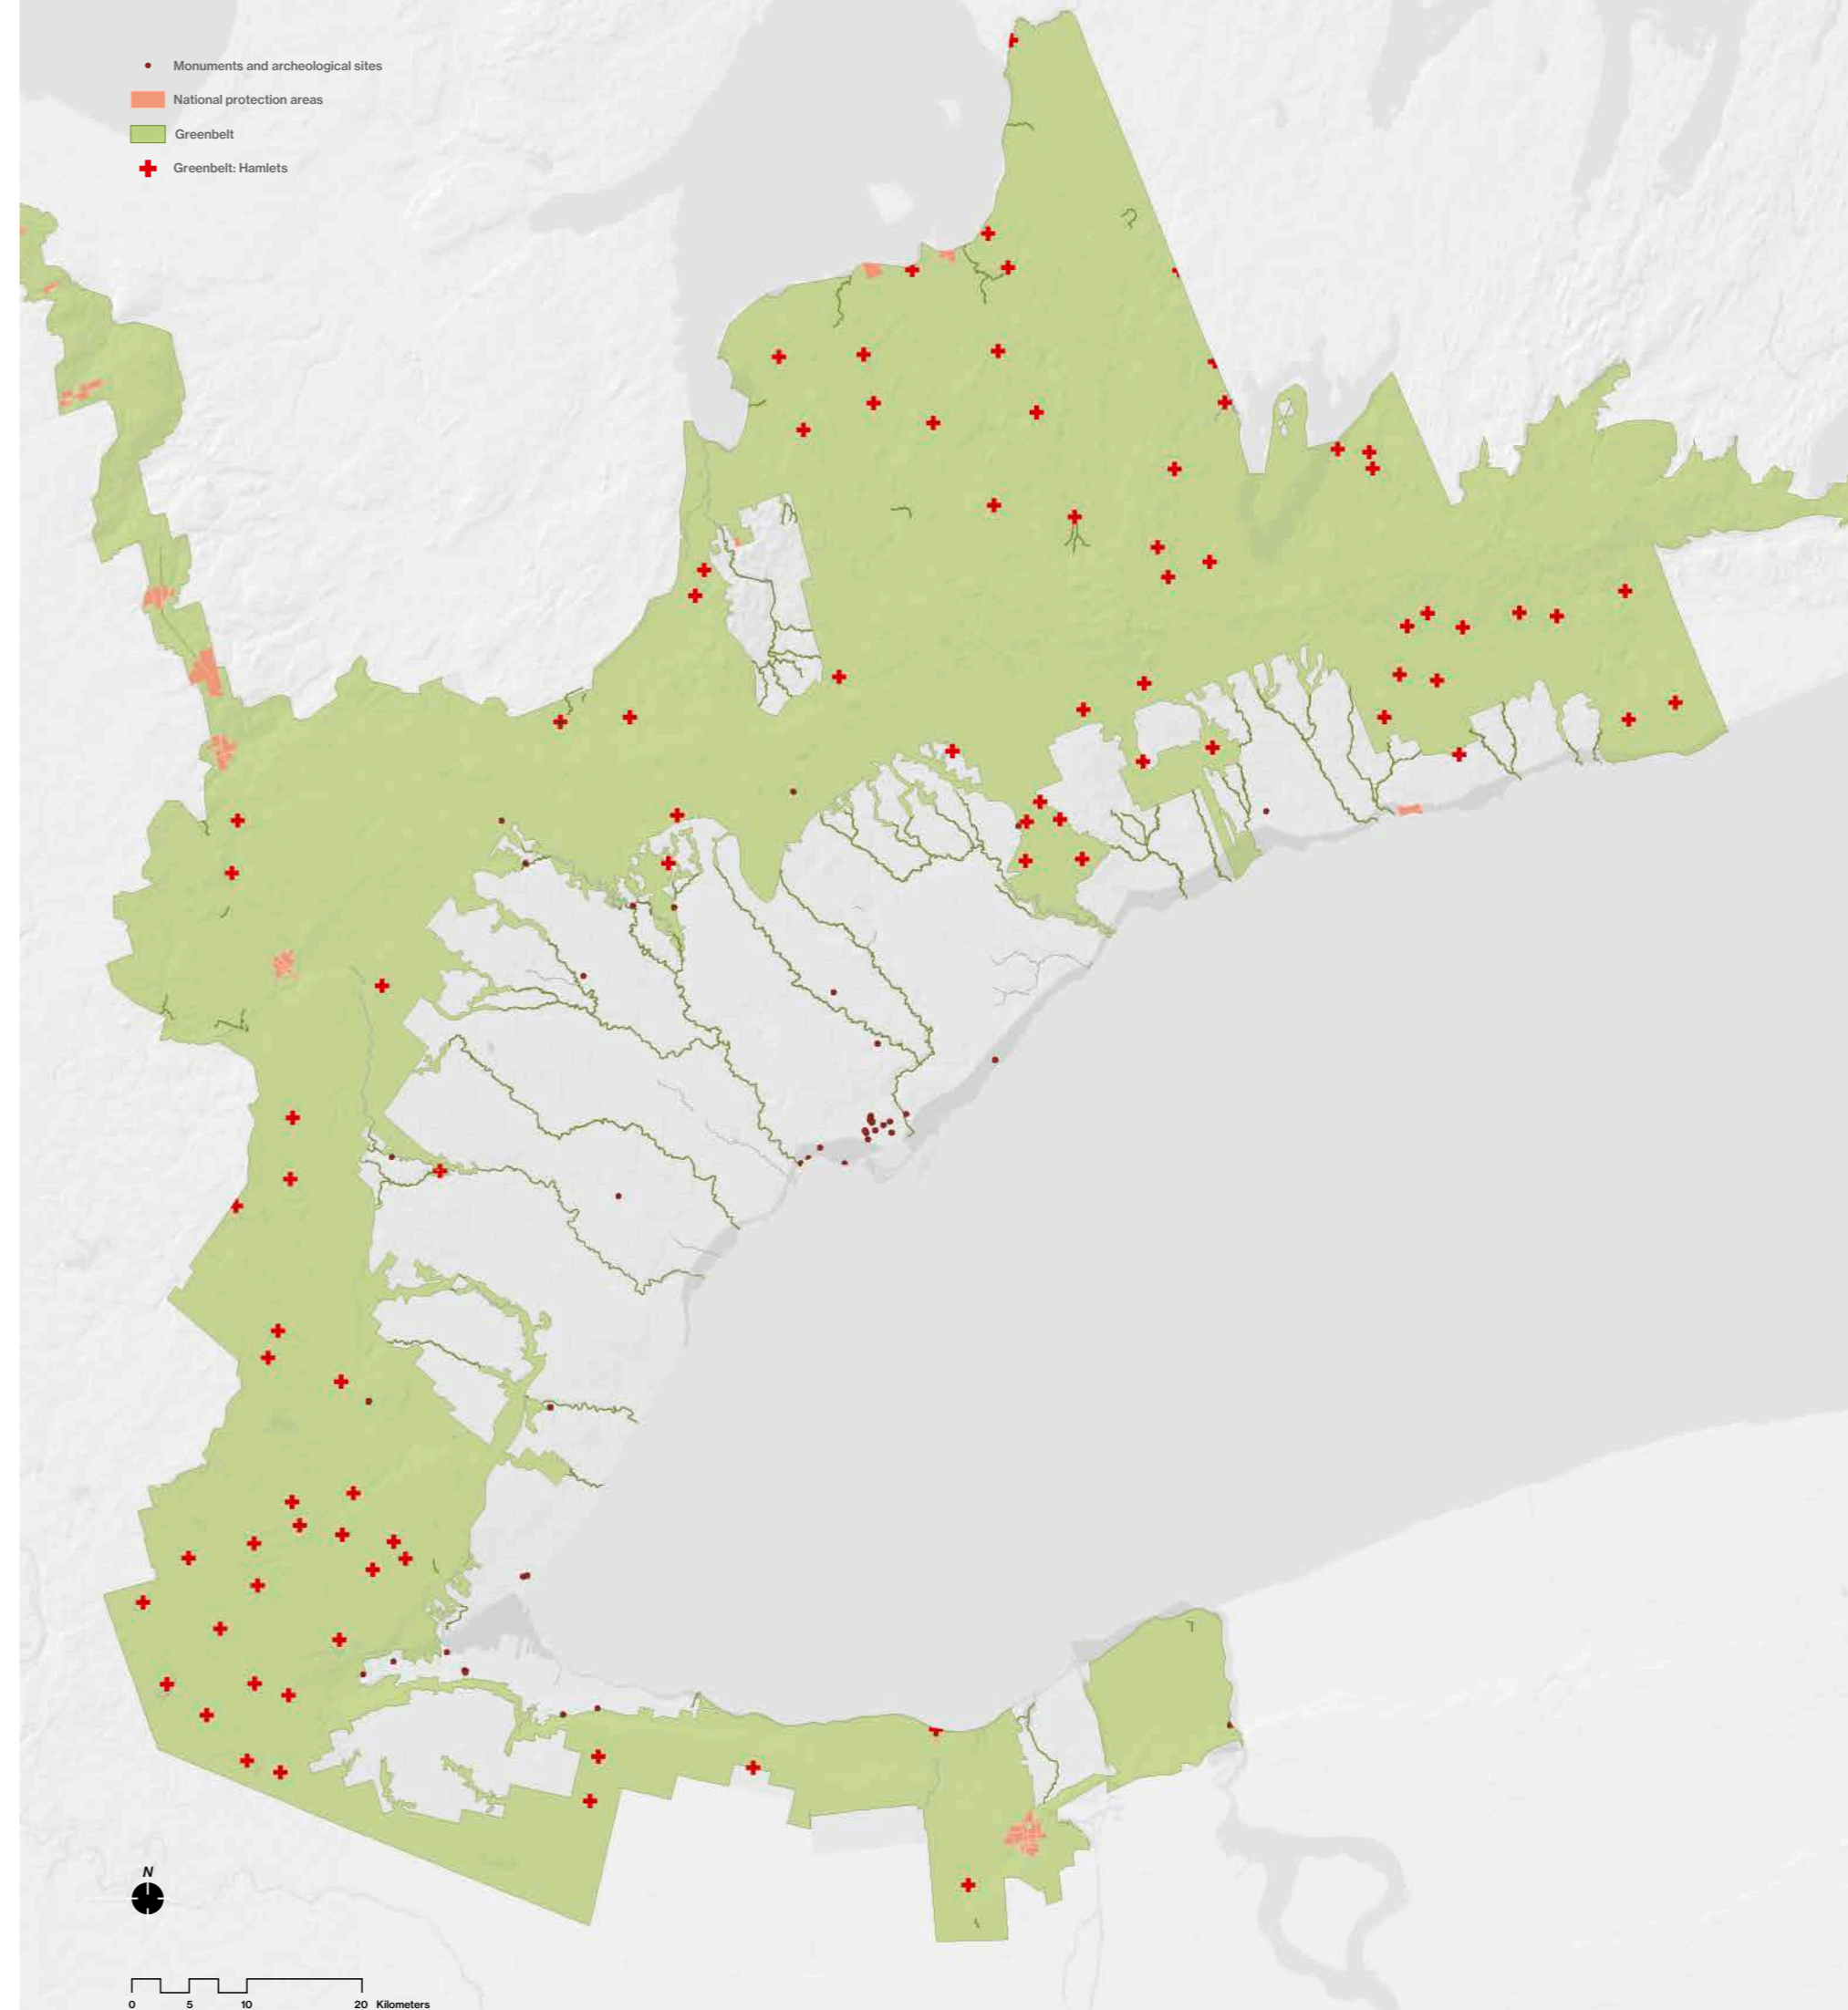 Monuments and archeological sites
National protection areas
Greenbelt
Greenbelt: Hamlets
N
0 5 10 20 Kilometers